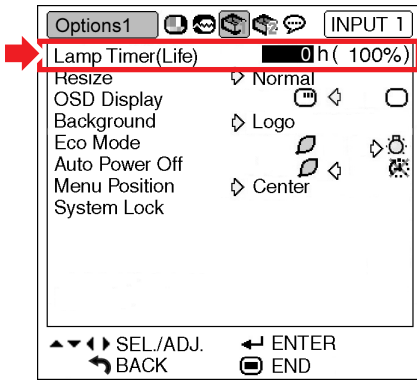 Options1 2 INPUT 1
Lamp Timer(Life) 0 h ( 100%)
Resize Normal
OSD Display
Background Logo
Eco Mode
Auto Power Off
Menu Position Center
System Lock
SEL./ADJ. ENTER
BACK END